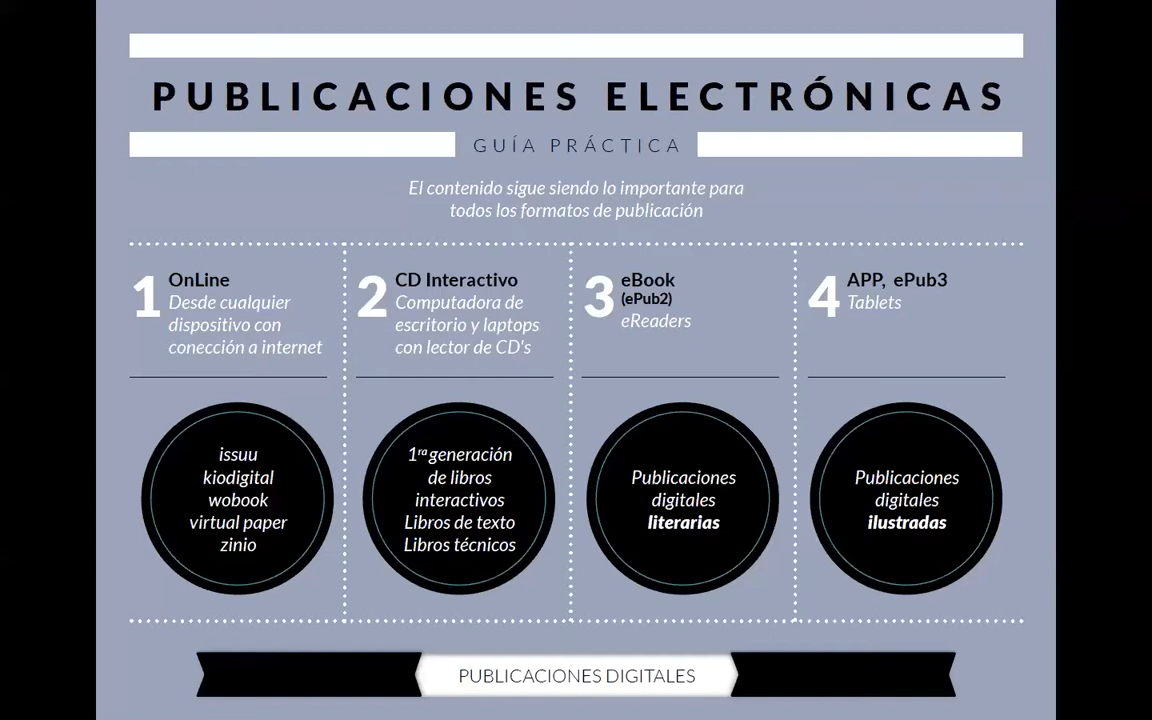 PUBLICACIONES ELECTRÓNICAS
GUÍA PRÁCTICA
El contenido sigue siendo lo importante para
todos los formatos de publicación
1 OnLine
Desde cualquier
dispositivo con
conección a internet
2 CD Interactivo
Computadora de
escritorio y laptops
con lector de CD's
3 eBook
(ePub2)
eReaders
4 APP, ePub3
Tablets
issuu
kiodigital
wobook
virtual paper
zinio
1ra generación
de libros
interactivos
Libros de texto
Libros técnicos
Publicaciones
digitales
literarias
Publicaciones
digitales
ilustradas
PUBLICACIONES DIGITALES